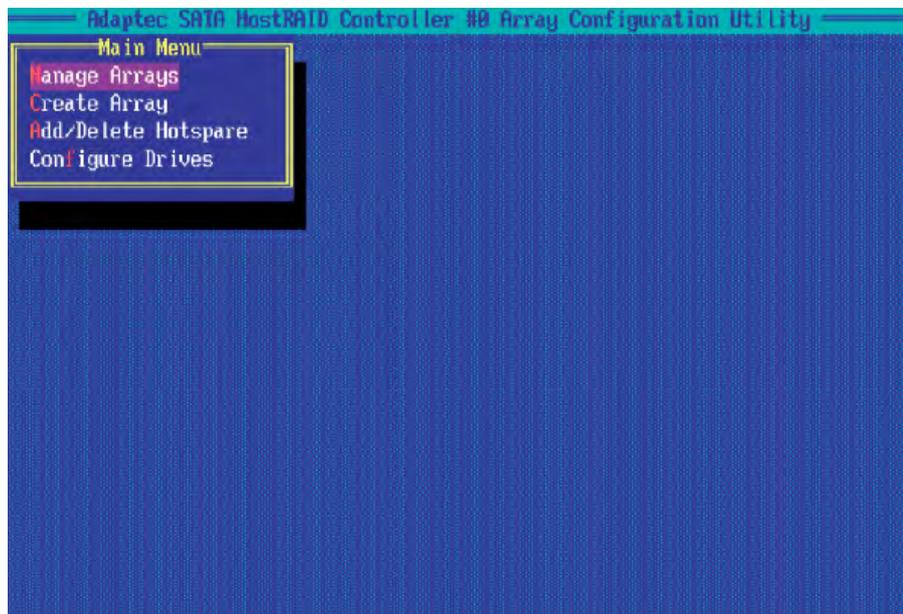 Adaptec SATA HostRAID Controller #0 Array Configuration Utility
Main Menu
Manage Arrays
Create Array
Add/Delete Hotspare
Configure Drives